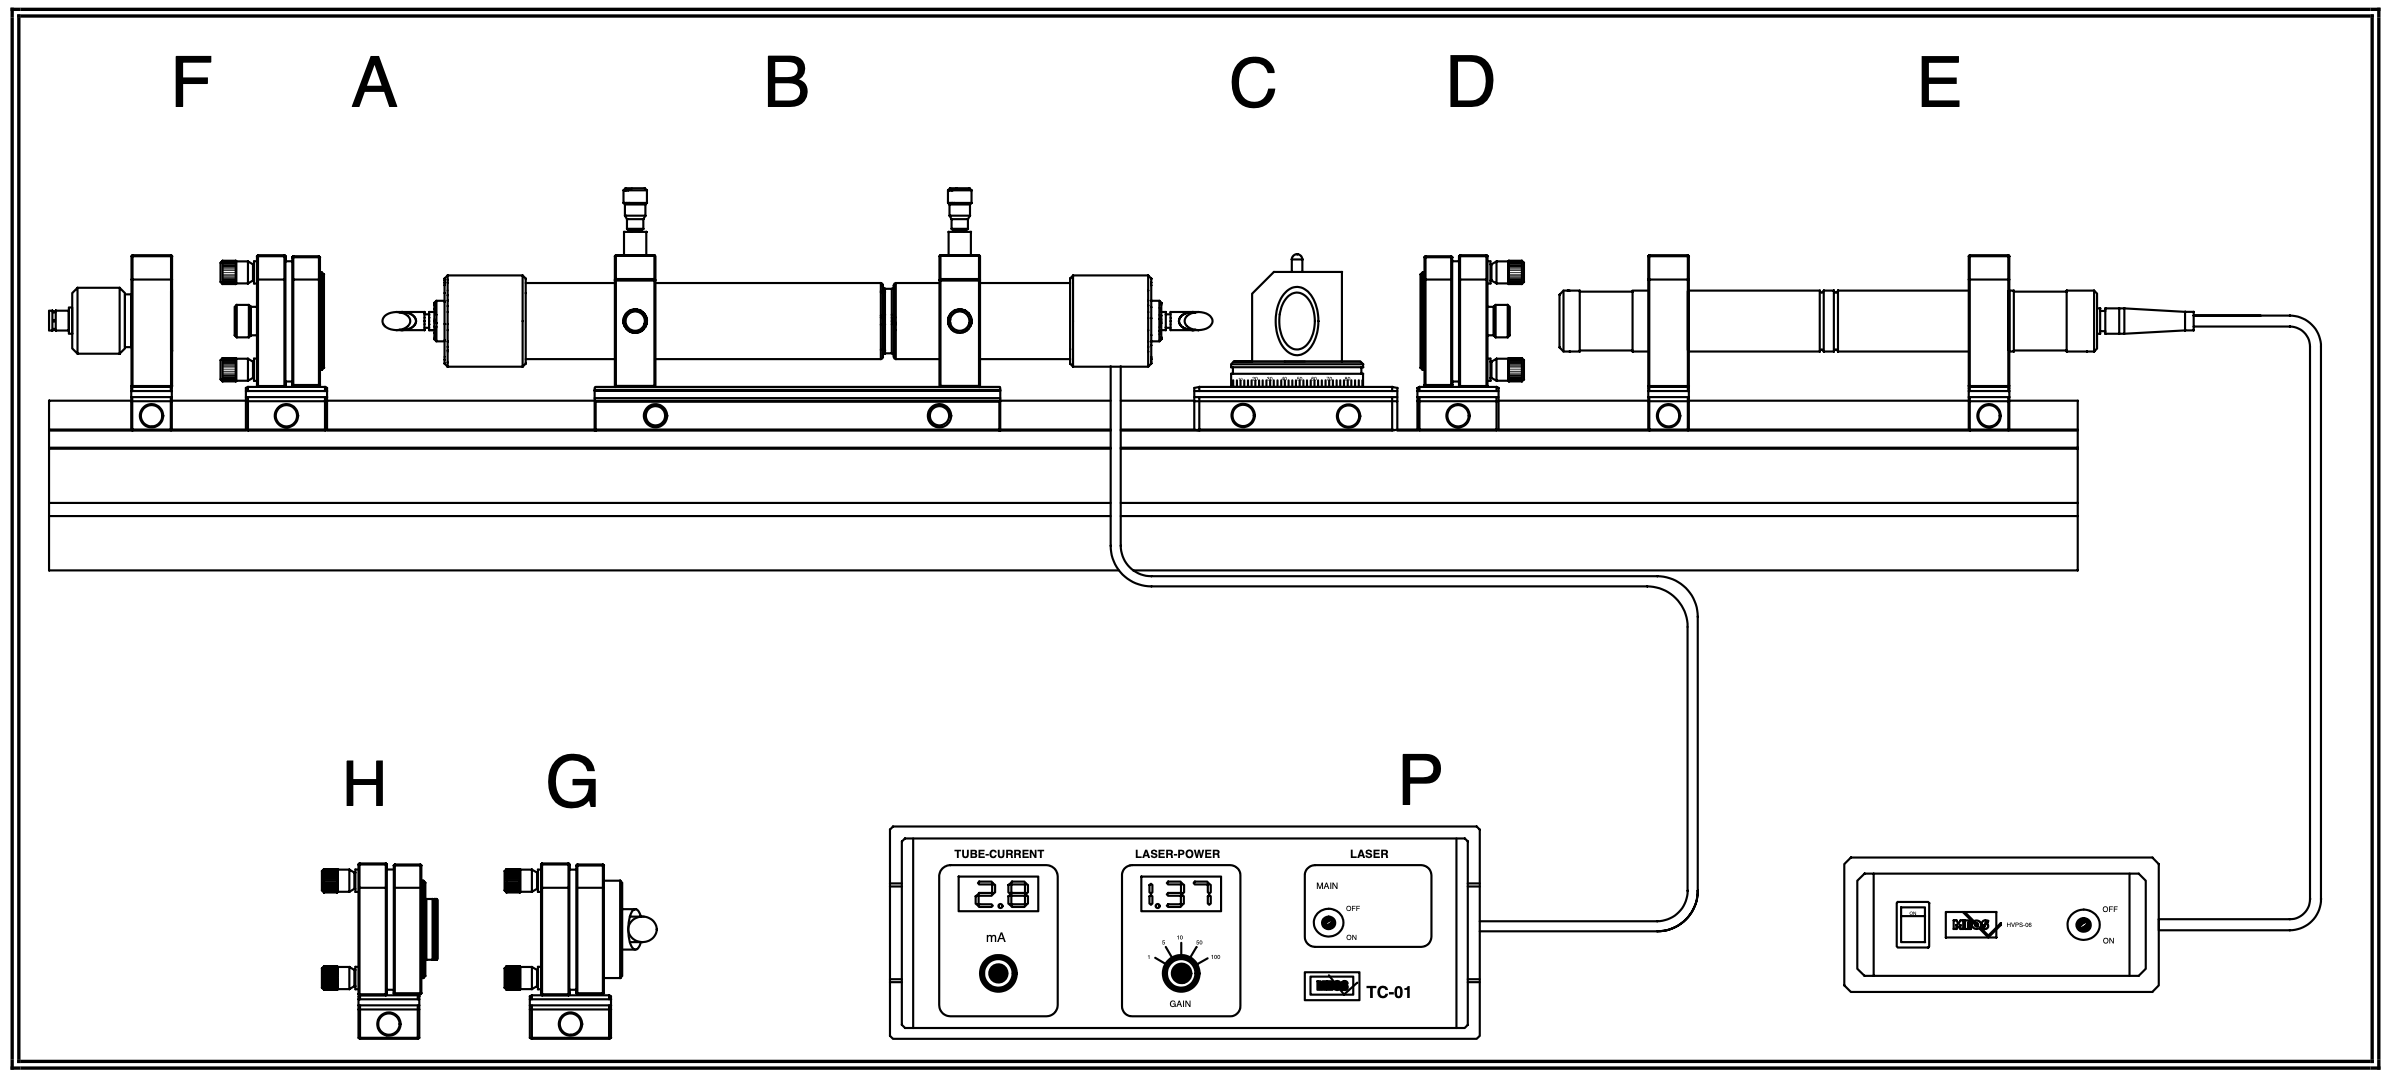 F A B C D E
H G P
TUBE-CURRENT LASER-POWER LASER
2.8 1.37 MAIN
OFF
ON
mA
1 5 10 50 100
GAIN
TC-01
ON
HVPS-06
OFF
ON